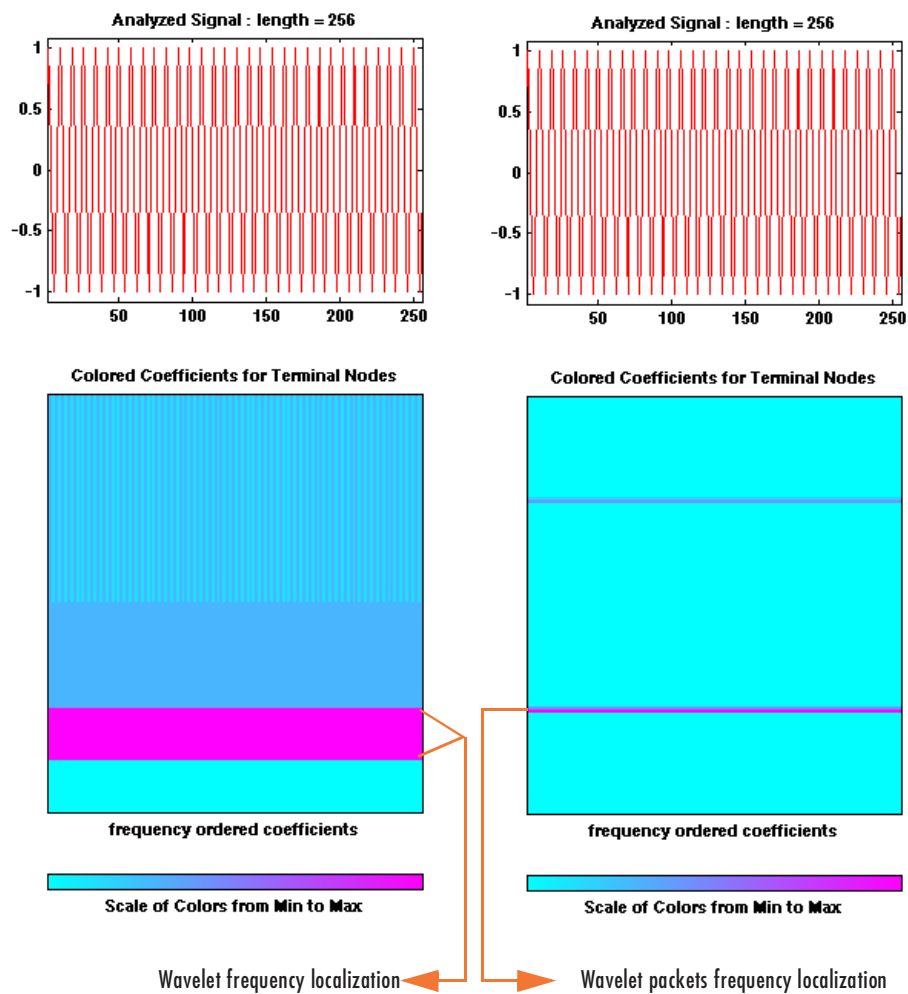 Analyzed Signal : length = 256
1
0.5
0
-0.5
-1
50
100
150
200
250
Colored Coefficients for Terminal Nodes
frequency ordered coefficients
Scale of Colors from Min to Max
Wavelet frequency localization
Analyzed Signal : length = 256
1
0.5
0
-0.5
-1
50
100
150
200
250
Colored Coefficients for Terminal Nodes
frequency ordered coefficients
Scale of Colors from Min to Max
Wavelet packets frequency localization